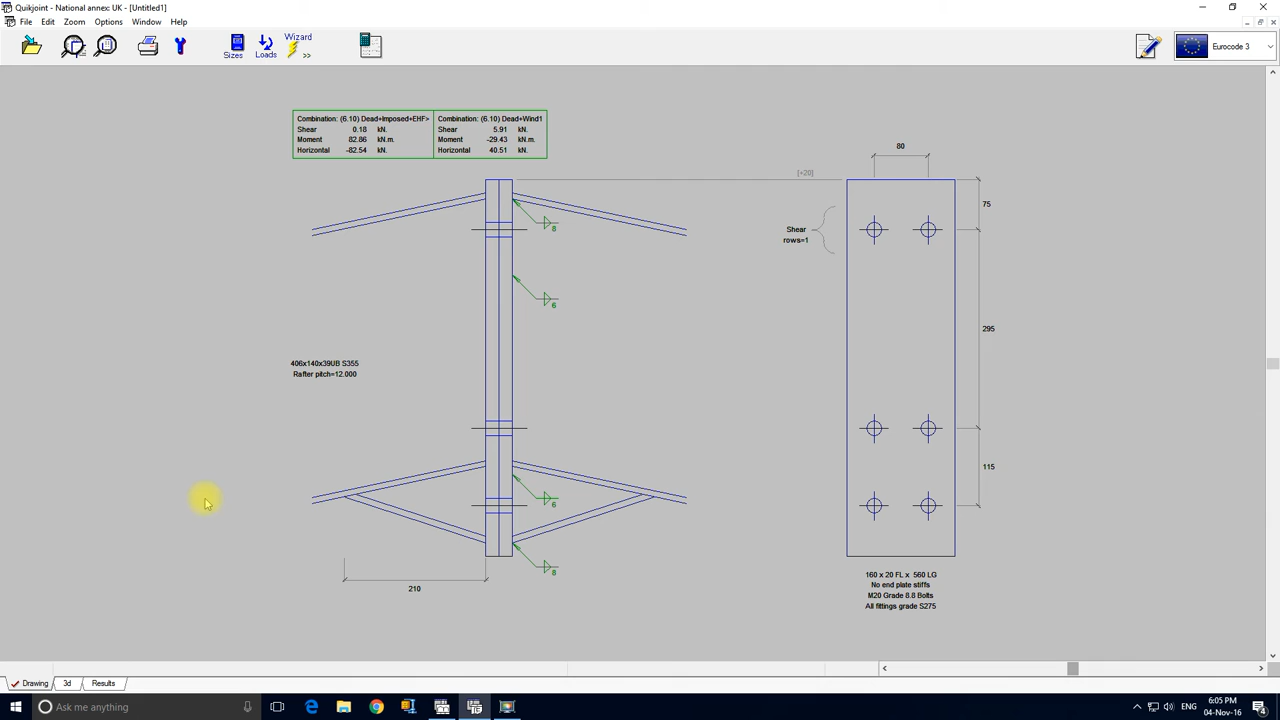 Quikjoint - National annex: UK - [Untitled1]
File Edit Zoom Options Window Help
Sizes
Loads
Wizard
>>
Eurocode 3
Combination: (6.10) Dead+Imposed+EHF>
Shear 0.18 kN.
Moment 82.86 kN.m.
Horizontal -82.54 kN.
Combination: (6.10) Dead+Wind1
Shear 5.91 kN.
Moment -29.43 kN.m.
Horizontal 40.51 kN.
80
[+20]
75
8
Shear
rows=1
6
295
406x140x39UB S355
Rafter pitch=12.000
115
6
8
210
160 x 20 FL x 560 LG
No end plate stiffs
M20 Grade 8.8 Bolts
All fittings grade S275
Drawing 3d Results
Ask me anything
ENG
6:05 PM
04-Nov-16
4